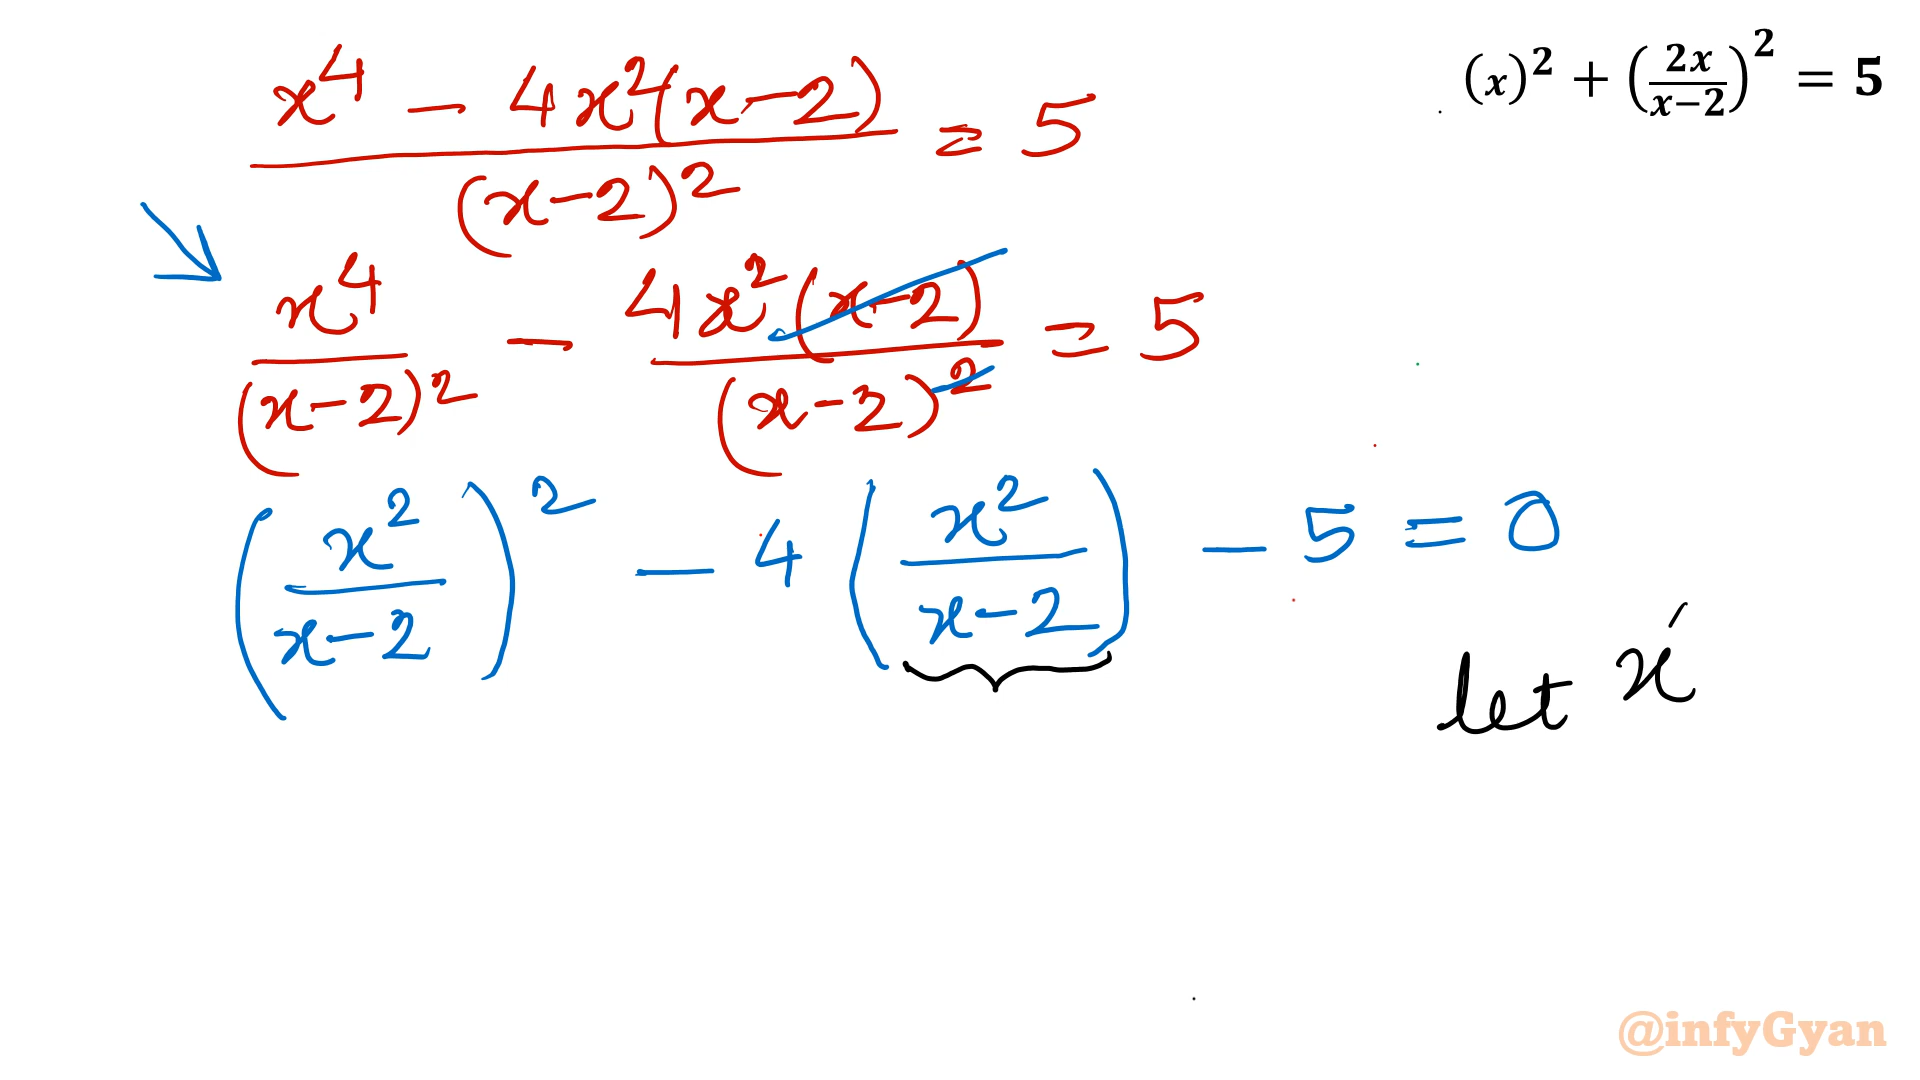 (x)² + (2x/(x−2))² = 5
(x⁴ − 4x²(x−2))/(x−2)² = 5
x⁴/(x−2)² − 4x²(x−2)/(x−2)² = 5
(x²/(x−2))² − 4(x²/(x−2)) − 5 = 0
let x
@infyGyan